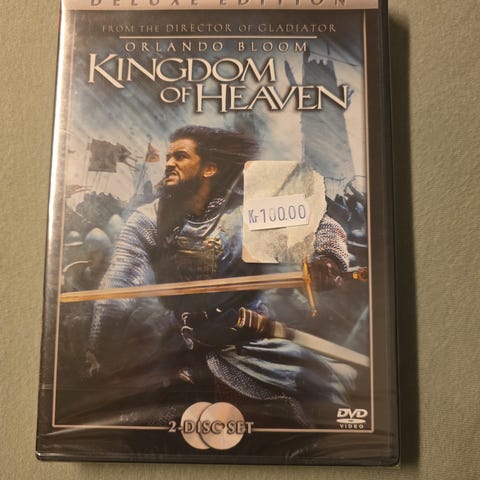 DELUXE EDITION
FROM THE DIRECTOR OF GLADIATOR
ORLANDO BLOOM
KINGDOM
OF HEAVEN
Kr 100.00
2-DISC SET
DVD
VIDEO